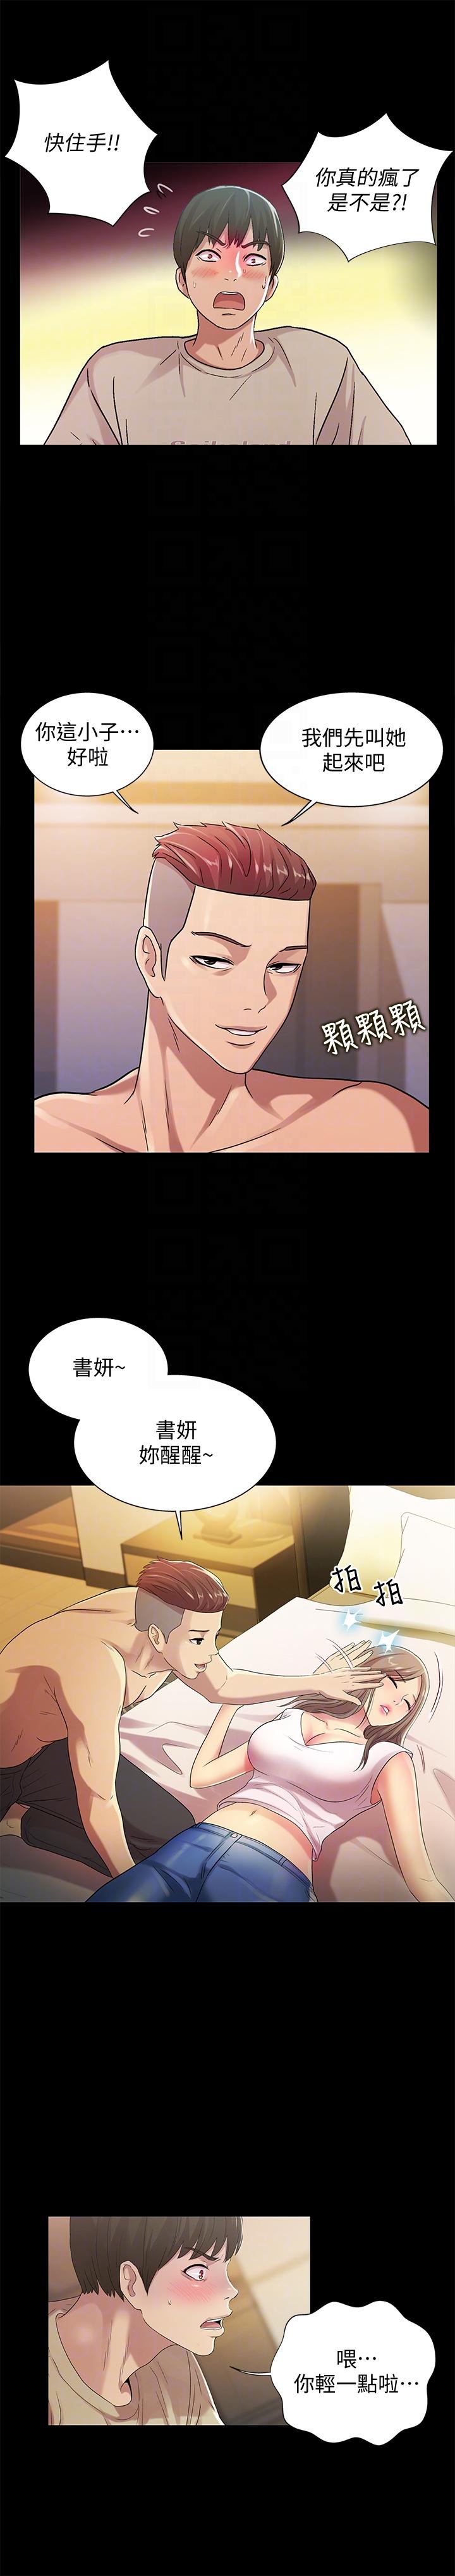 快住手!!
你真的瘋了
是不是?!
你這小子⋯
好啦
我們先叫她
起來吧
顆顆顆
書妍~
書妍
妳醒醒~
拍
拍
喂⋯
你輕一點啦⋯